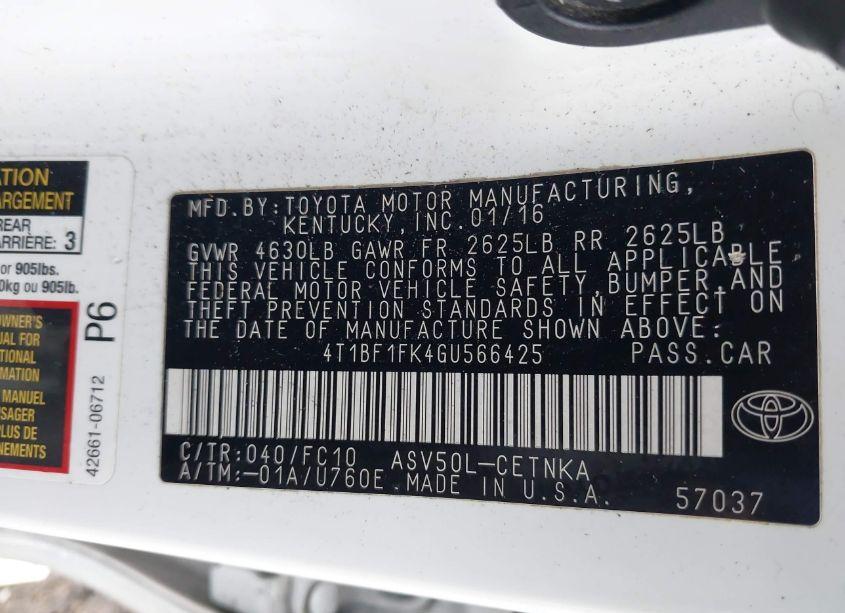 ATION
ARGEMENT
REAR
ARRIÈRE: 3
or 905lbs.
0kg ou 905lb.
OWNER'S
UAL FOR
TIONAL
RMATION
MANUEL
SAGER
PLUS DE
NEMENTS
P6
42661-06712
MFD.BY:TOYOTA MOTOR MANUFACTURING,
KENTUCKY,INC.01/16
GVWR 4630LB GAWR FR 2625LB RR 2625LB
THIS VEHICLE CONFORMS TO ALL APPLICABLE
FEDERAL MOTOR VEHICLE SAFETY,BUMPER,AND
THEFT PREVENTION STANDARDS IN EFFECT ON
THE DATE OF MANUFACTURE SHOWN ABOVE.
4T1BF1FK4GU566425 PASS.CAR
C/TR:040/FC10 ASV50L-CETNKA
A/TM:-01A/U760E MADE IN U.S.A. 57037